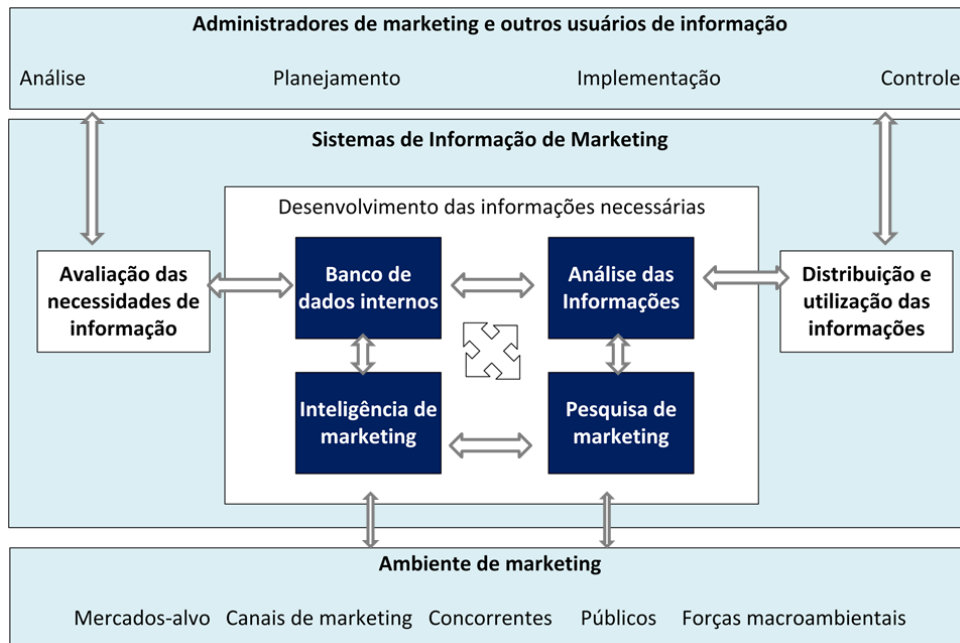 Administradores de marketing e outros usuários de informação
Análise Planejamento Implementação Controle
Sistemas de Informação de Marketing
Desenvolvimento das informações necessárias
Avaliação das
necessidades de
informação
Banco de
dados internos
Análise das
Informações
Distribuição e
utilização das
informações
Inteligência de
marketing
Pesquisa de
marketing
Ambiente de marketing
Mercados-alvo Canais de marketing Concorrentes Públicos Forças macroambientais